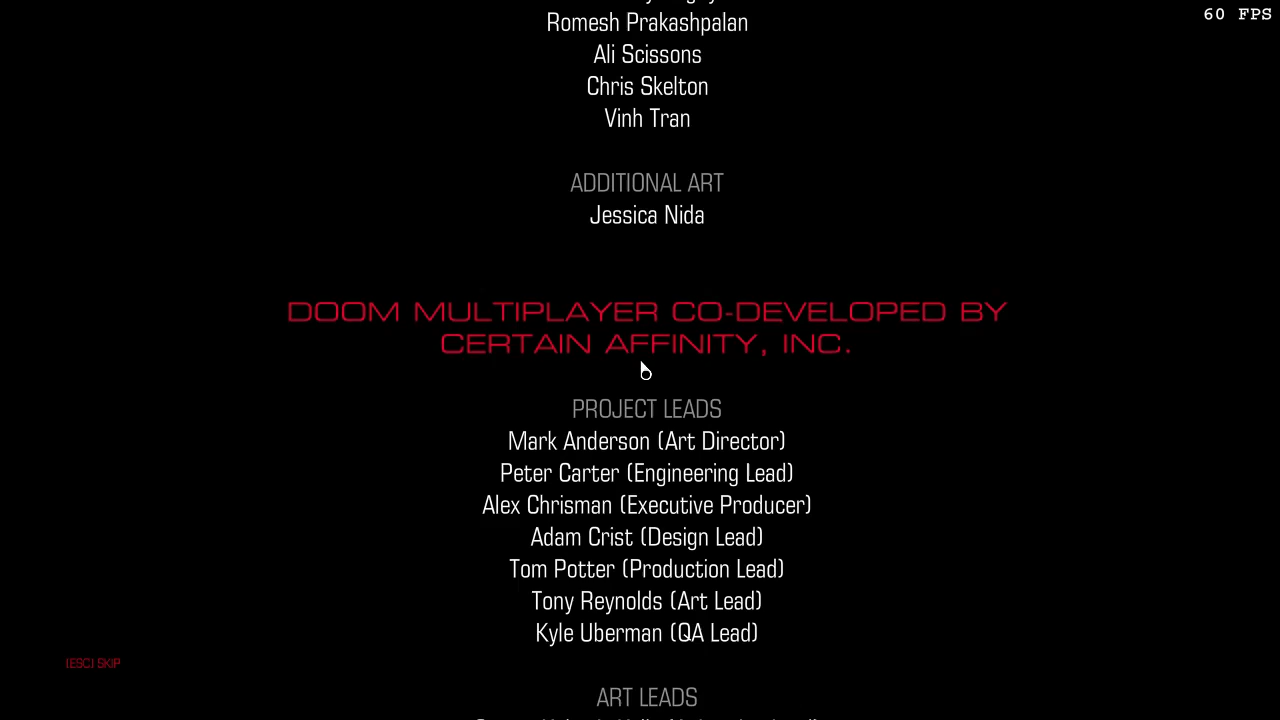 60 FPS
Romesh Prakashpalan
Ali Scissons
Chris Skelton
Vinh Tran
ADDITIONAL ART
Jessica Nida
DOOM MULTIPLAYER CO-DEVELOPED BY
CERTAIN AFFINITY, INC.
PROJECT LEADS
Mark Anderson (Art Director)
Peter Carter (Engineering Lead)
Alex Chrisman (Executive Producer)
Adam Crist (Design Lead)
Tom Potter (Production Lead)
Tony Reynolds (Art Lead)
Kyle Uberman (QA Lead)
[ESC] SKIP
ART LEADS